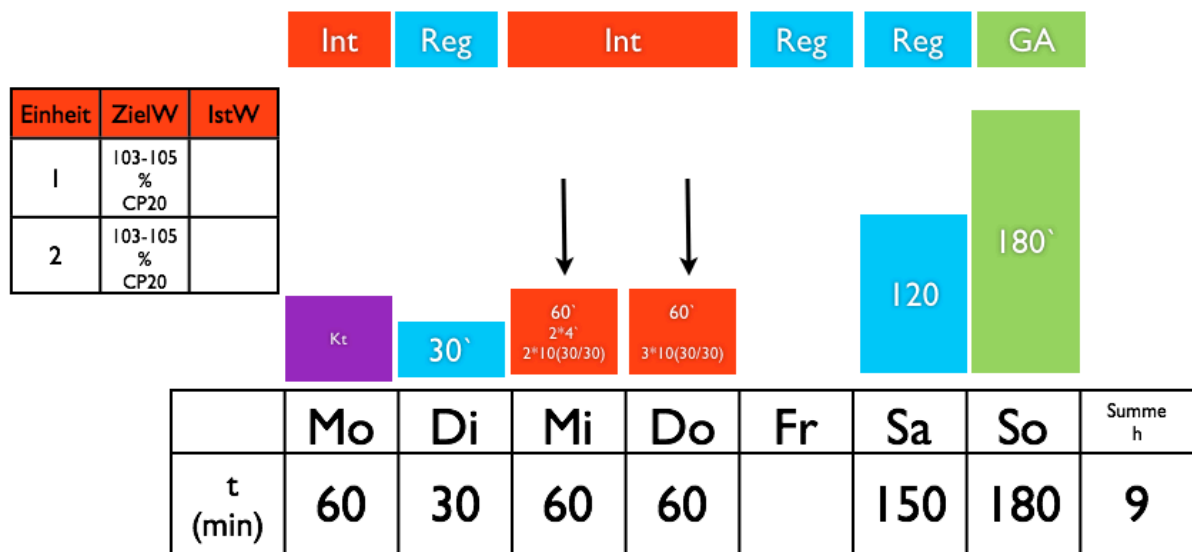 Int Reg Int Reg Reg GA
Einheit ZielW IstW
1 103-105
%
CP20
2 103-105
%
CP20
Kt
30`
60`
2*4`
2*10(30/30)
60`
3*10(30/30)
120
180`
Mo Di Mi Do Fr Sa So Summe
h
t
(min) 60 30 60 60 150 180 9